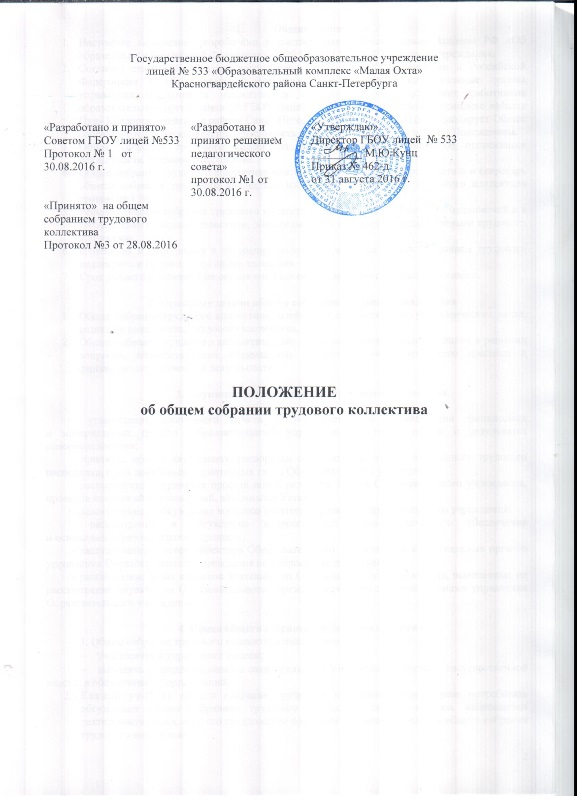 Государственное бюджетное общеобразовательное учреждение
лицей № 533 «Образовательный комплекс «Малая Охта»
Красногвардейского района Санкт-Петербурга
«Разработано и принято»
Советом ГБОУ лицей №533
Протокол № 1 от
30.08.2016 г.
«Принято» на общем
собранием трудового
коллектива
Протокол №3 от 28.08.2016
«Разработано и
принято решением
педагогического
совета»
протокол №1 от
30.08.2016 г.
«Утверждаю»
Директор ГБОУ лицей № 533
М.Ю.Кунц
Приказ № 462-д
от 31 августа 2016 г.
ПОЛОЖЕНИЕ
об общем собрании трудового коллектива